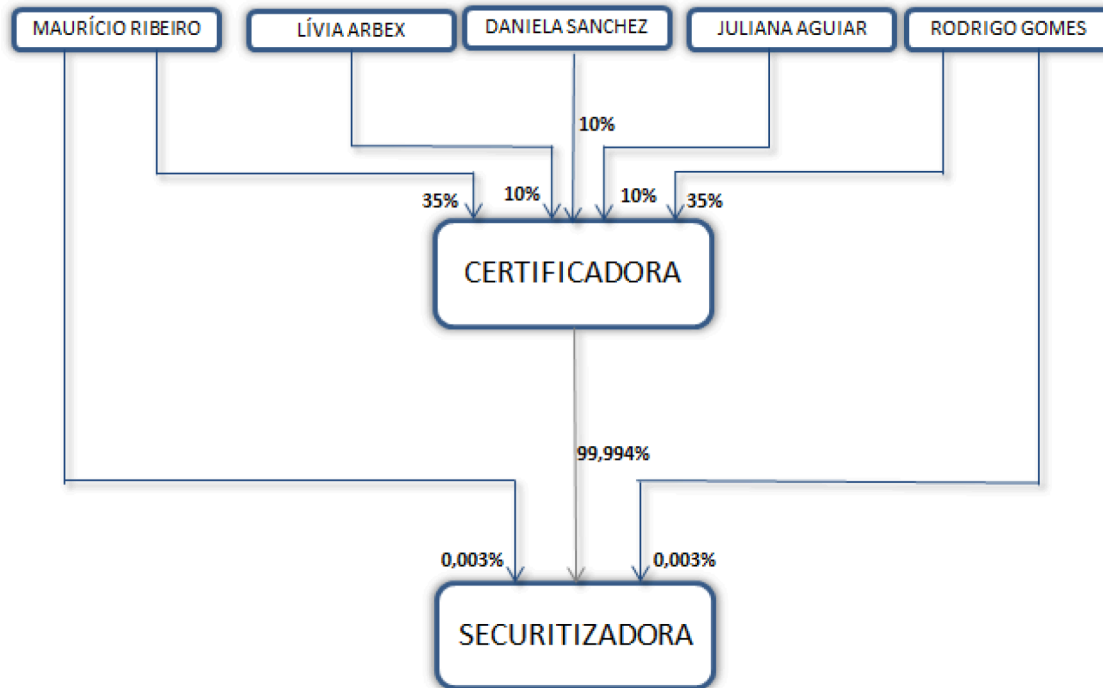 MAURÍCIO RIBEIRO
LÍVIA ARBEX
DANIELA SANCHEZ
JULIANA AGUIAR
RODRIGO GOMES
10%
35%
10%
10%
35%
CERTIFICADORA
99,994%
0,003%
0,003%
SECURITIZADORA